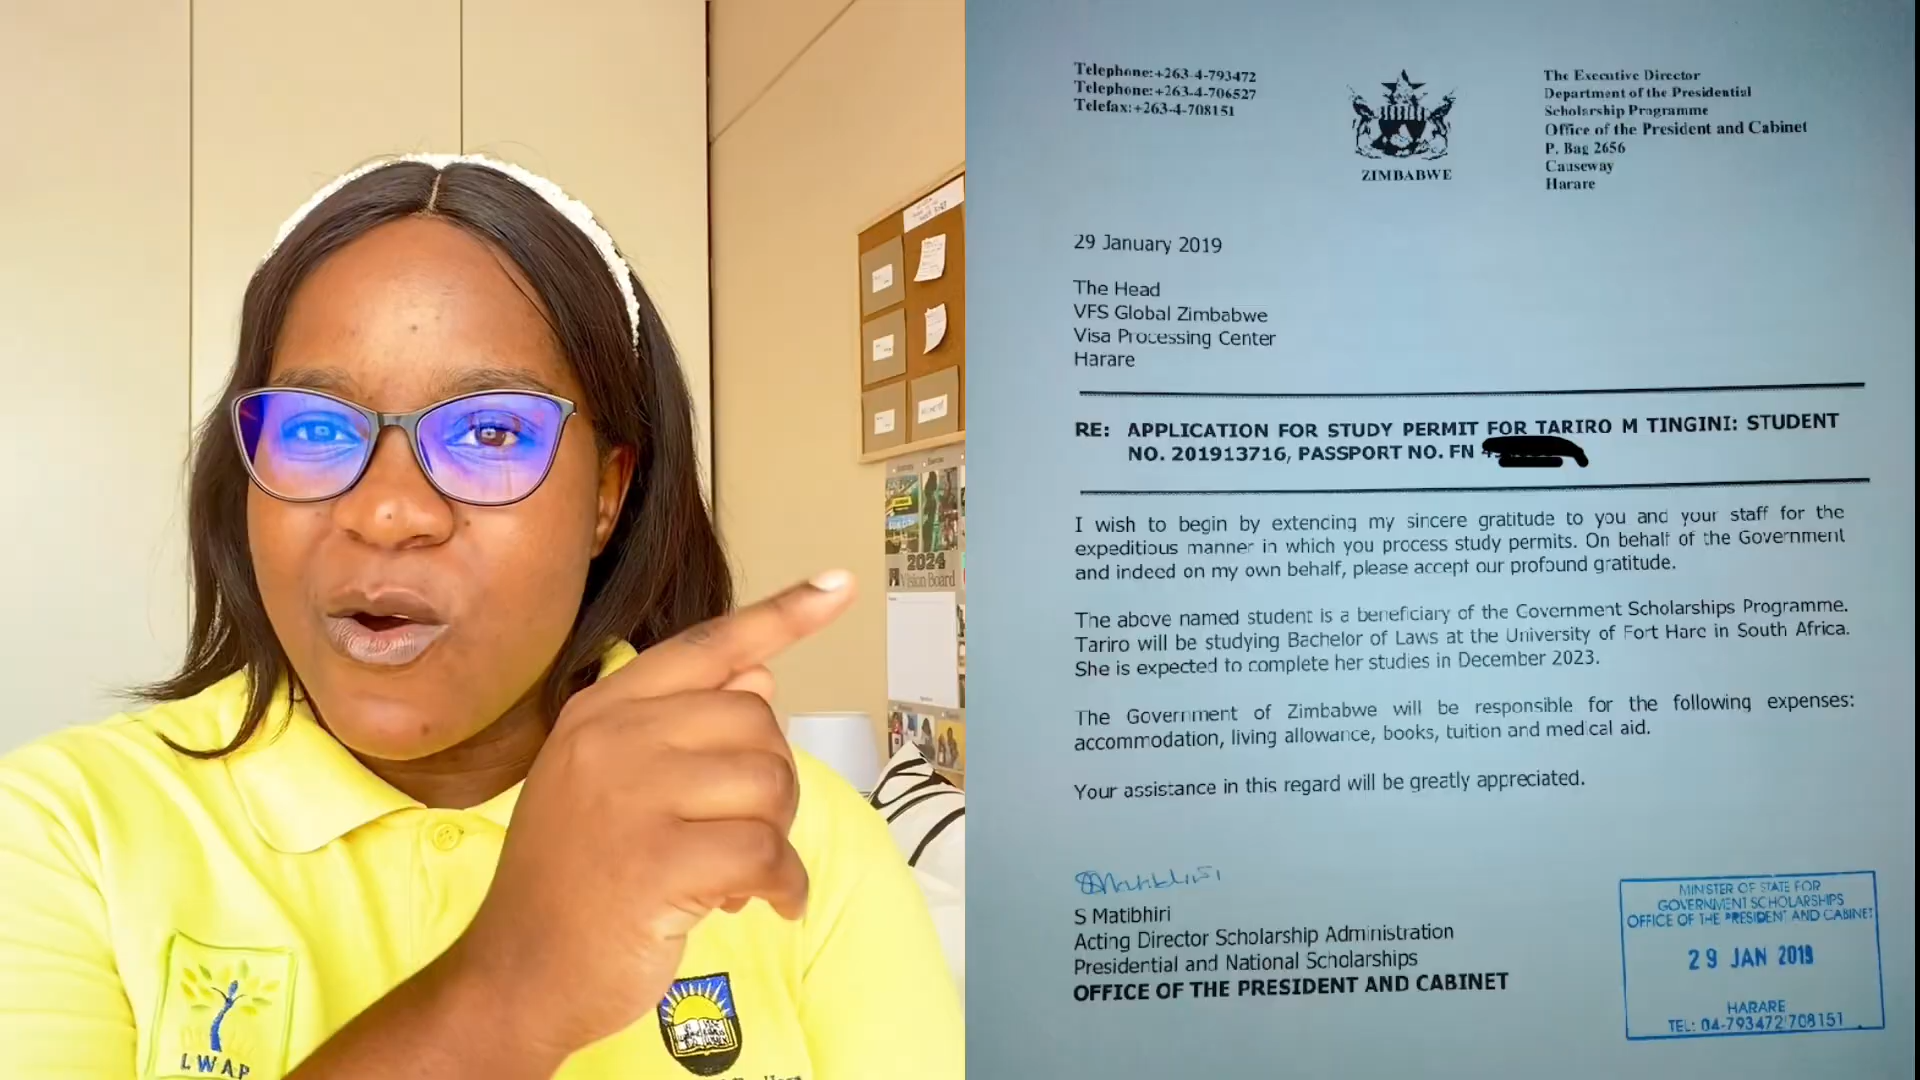 Telephone:+263-4-793472
Telephone:+263-4-706527
Telefax:+263-4-708151
ZIMBABWE
The Executive Director
Department of the Presidential
Scholarship Programme
Office of the President and Cabinet
P. Bag 2656
Causeway
Harare
29 January 2019
The Head
VFS Global Zimbabwe
Visa Processing Center
Harare
RE: APPLICATION FOR STUDY PERMIT FOR TARIRO M TINGINI: STUDENT
NO. 201913716, PASSPORT NO. FN
I wish to begin by extending my sincere gratitude to you and your staff for the
expeditious manner in which you process study permits. On behalf of the Government
and indeed on my own behalf, please accept our profound gratitude.
The above named student is a beneficiary of the Government Scholarships Programme.
Tariro will be studying Bachelor of Laws at the University of Fort Hare in South Africa.
She is expected to complete her studies in December 2023.
The Government of Zimbabwe will be responsible for the following expenses:
accommodation, living allowance, books, tuition and medical aid.
Your assistance in this regard will be greatly appreciated.
S Matibhiri
Acting Director Scholarship Administration
Presidential and National Scholarships
OFFICE OF THE PRESIDENT AND CABINET
MINISTER OF STATE FOR
GOVERNMENT SCHOLARSHIPS
OFFICE OF THE PRESIDENT AND CABINET
29 JAN 2019
HARARE
TEL: 04-793472/708151
2024
Vision Board
LWAP